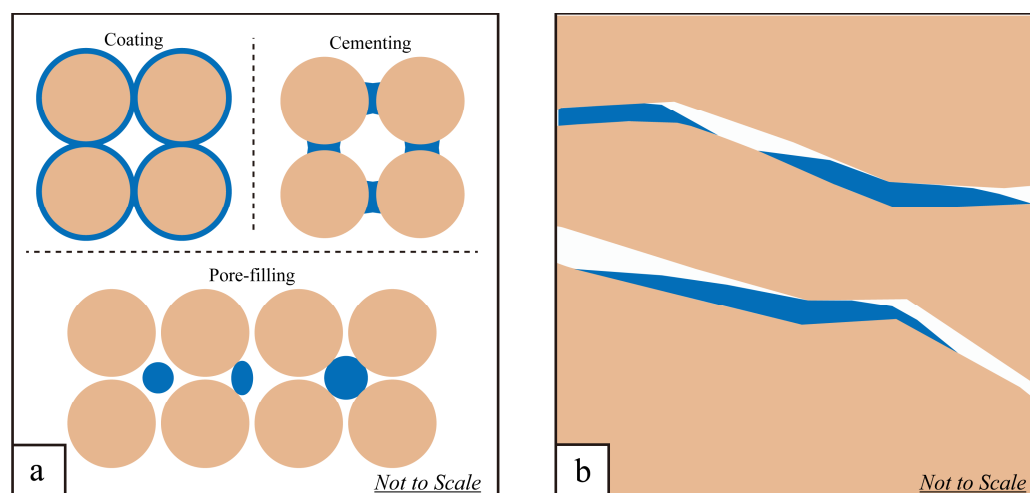 Coating
Cementing
Pore-filling
a
Not to Scale
b
Not to Scale